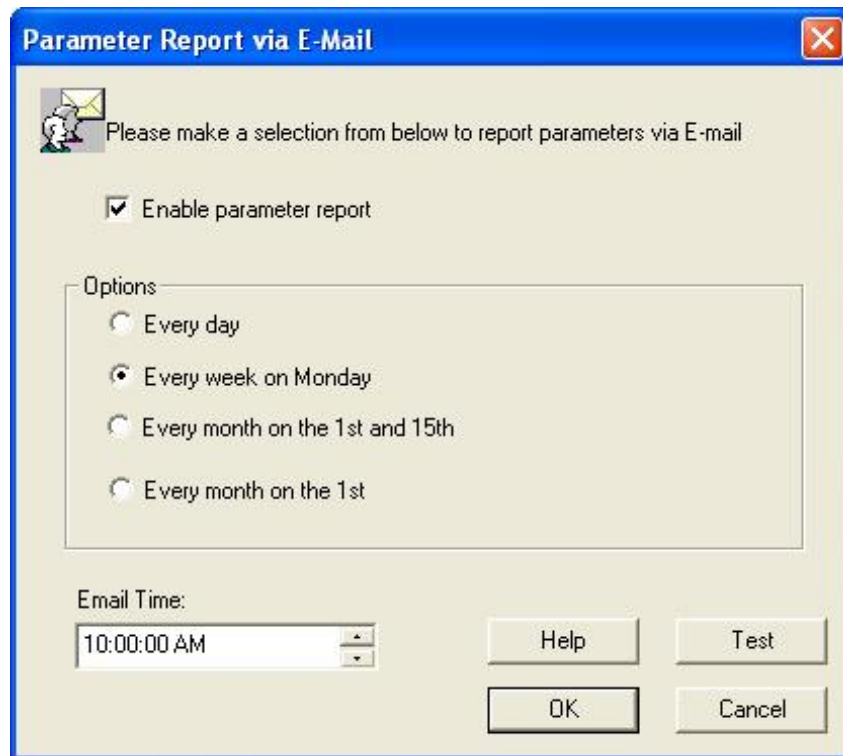 Parameter Report via E-Mail
Please make a selection from below to report parameters via E-mail
Enable parameter report
Options
Every day
Every week on Monday
Every month on the 1st and 15th
Every month on the 1st
Email Time:
10:00:00 AM
Help
Test
OK
Cancel